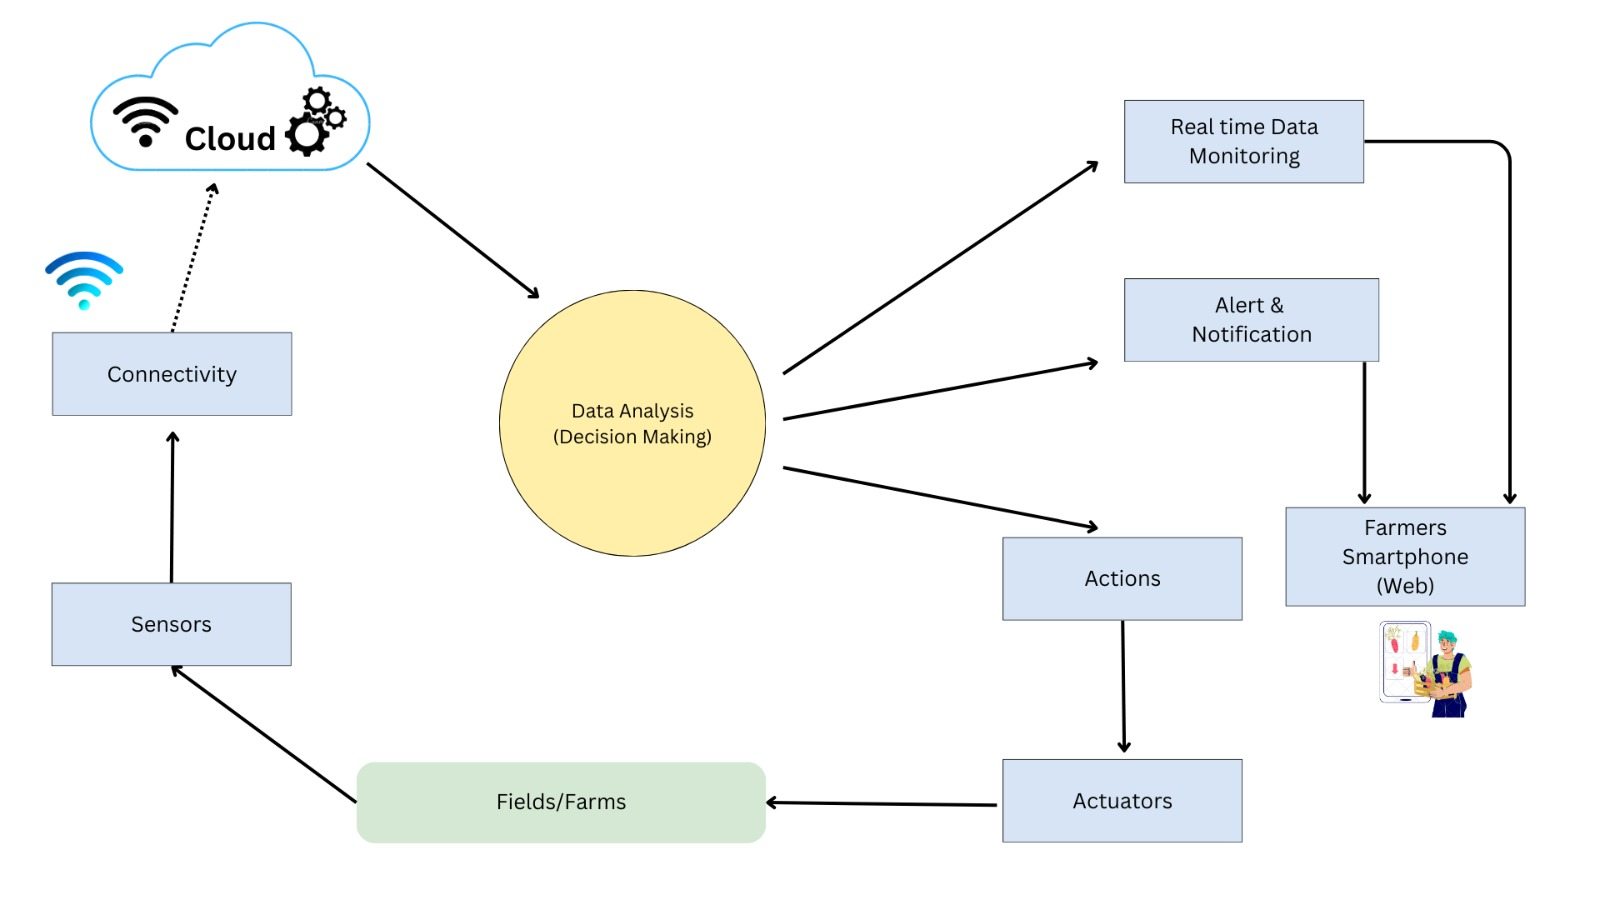 Cloud
Real time Data
Monitoring
Alert &
Notification
Connectivity
Data Analysis
(Decision Making)
Farmers
Smartphone
(Web)
Actions
Sensors
Fields/Farms
Actuators